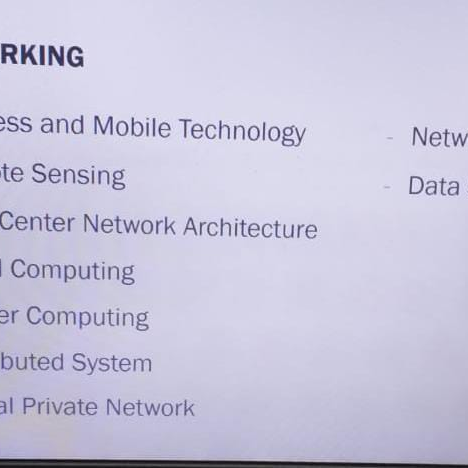 RKING
ess and Mobile Technology
te Sensing
Center Network Architecture
Computing
er Computing
buted System
al Private Network
- Netw
- Data